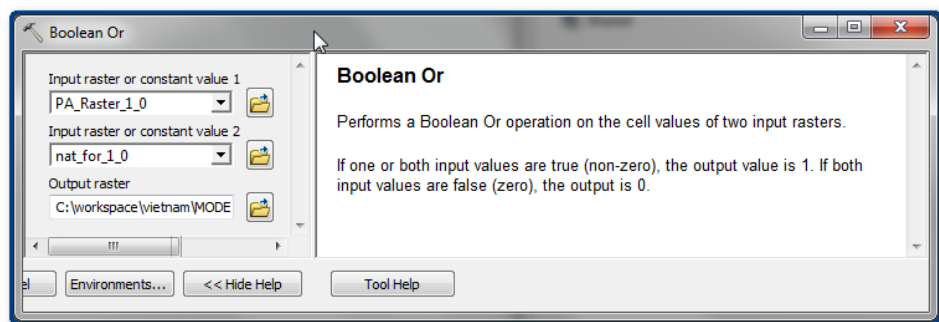 Boolean Or
Input raster or constant value 1
PA_Raster_1_0
Input raster or constant value 2
nat_for_1_0
Output raster
C:\workspace\vietnam\MODE
Environments...
<< Hide Help
Boolean Or
Performs a Boolean Or operation on the cell values of two input rasters.
If one or both input values are true (non-zero), the output value is 1. If both
input values are false (zero), the output is 0.
Tool Help